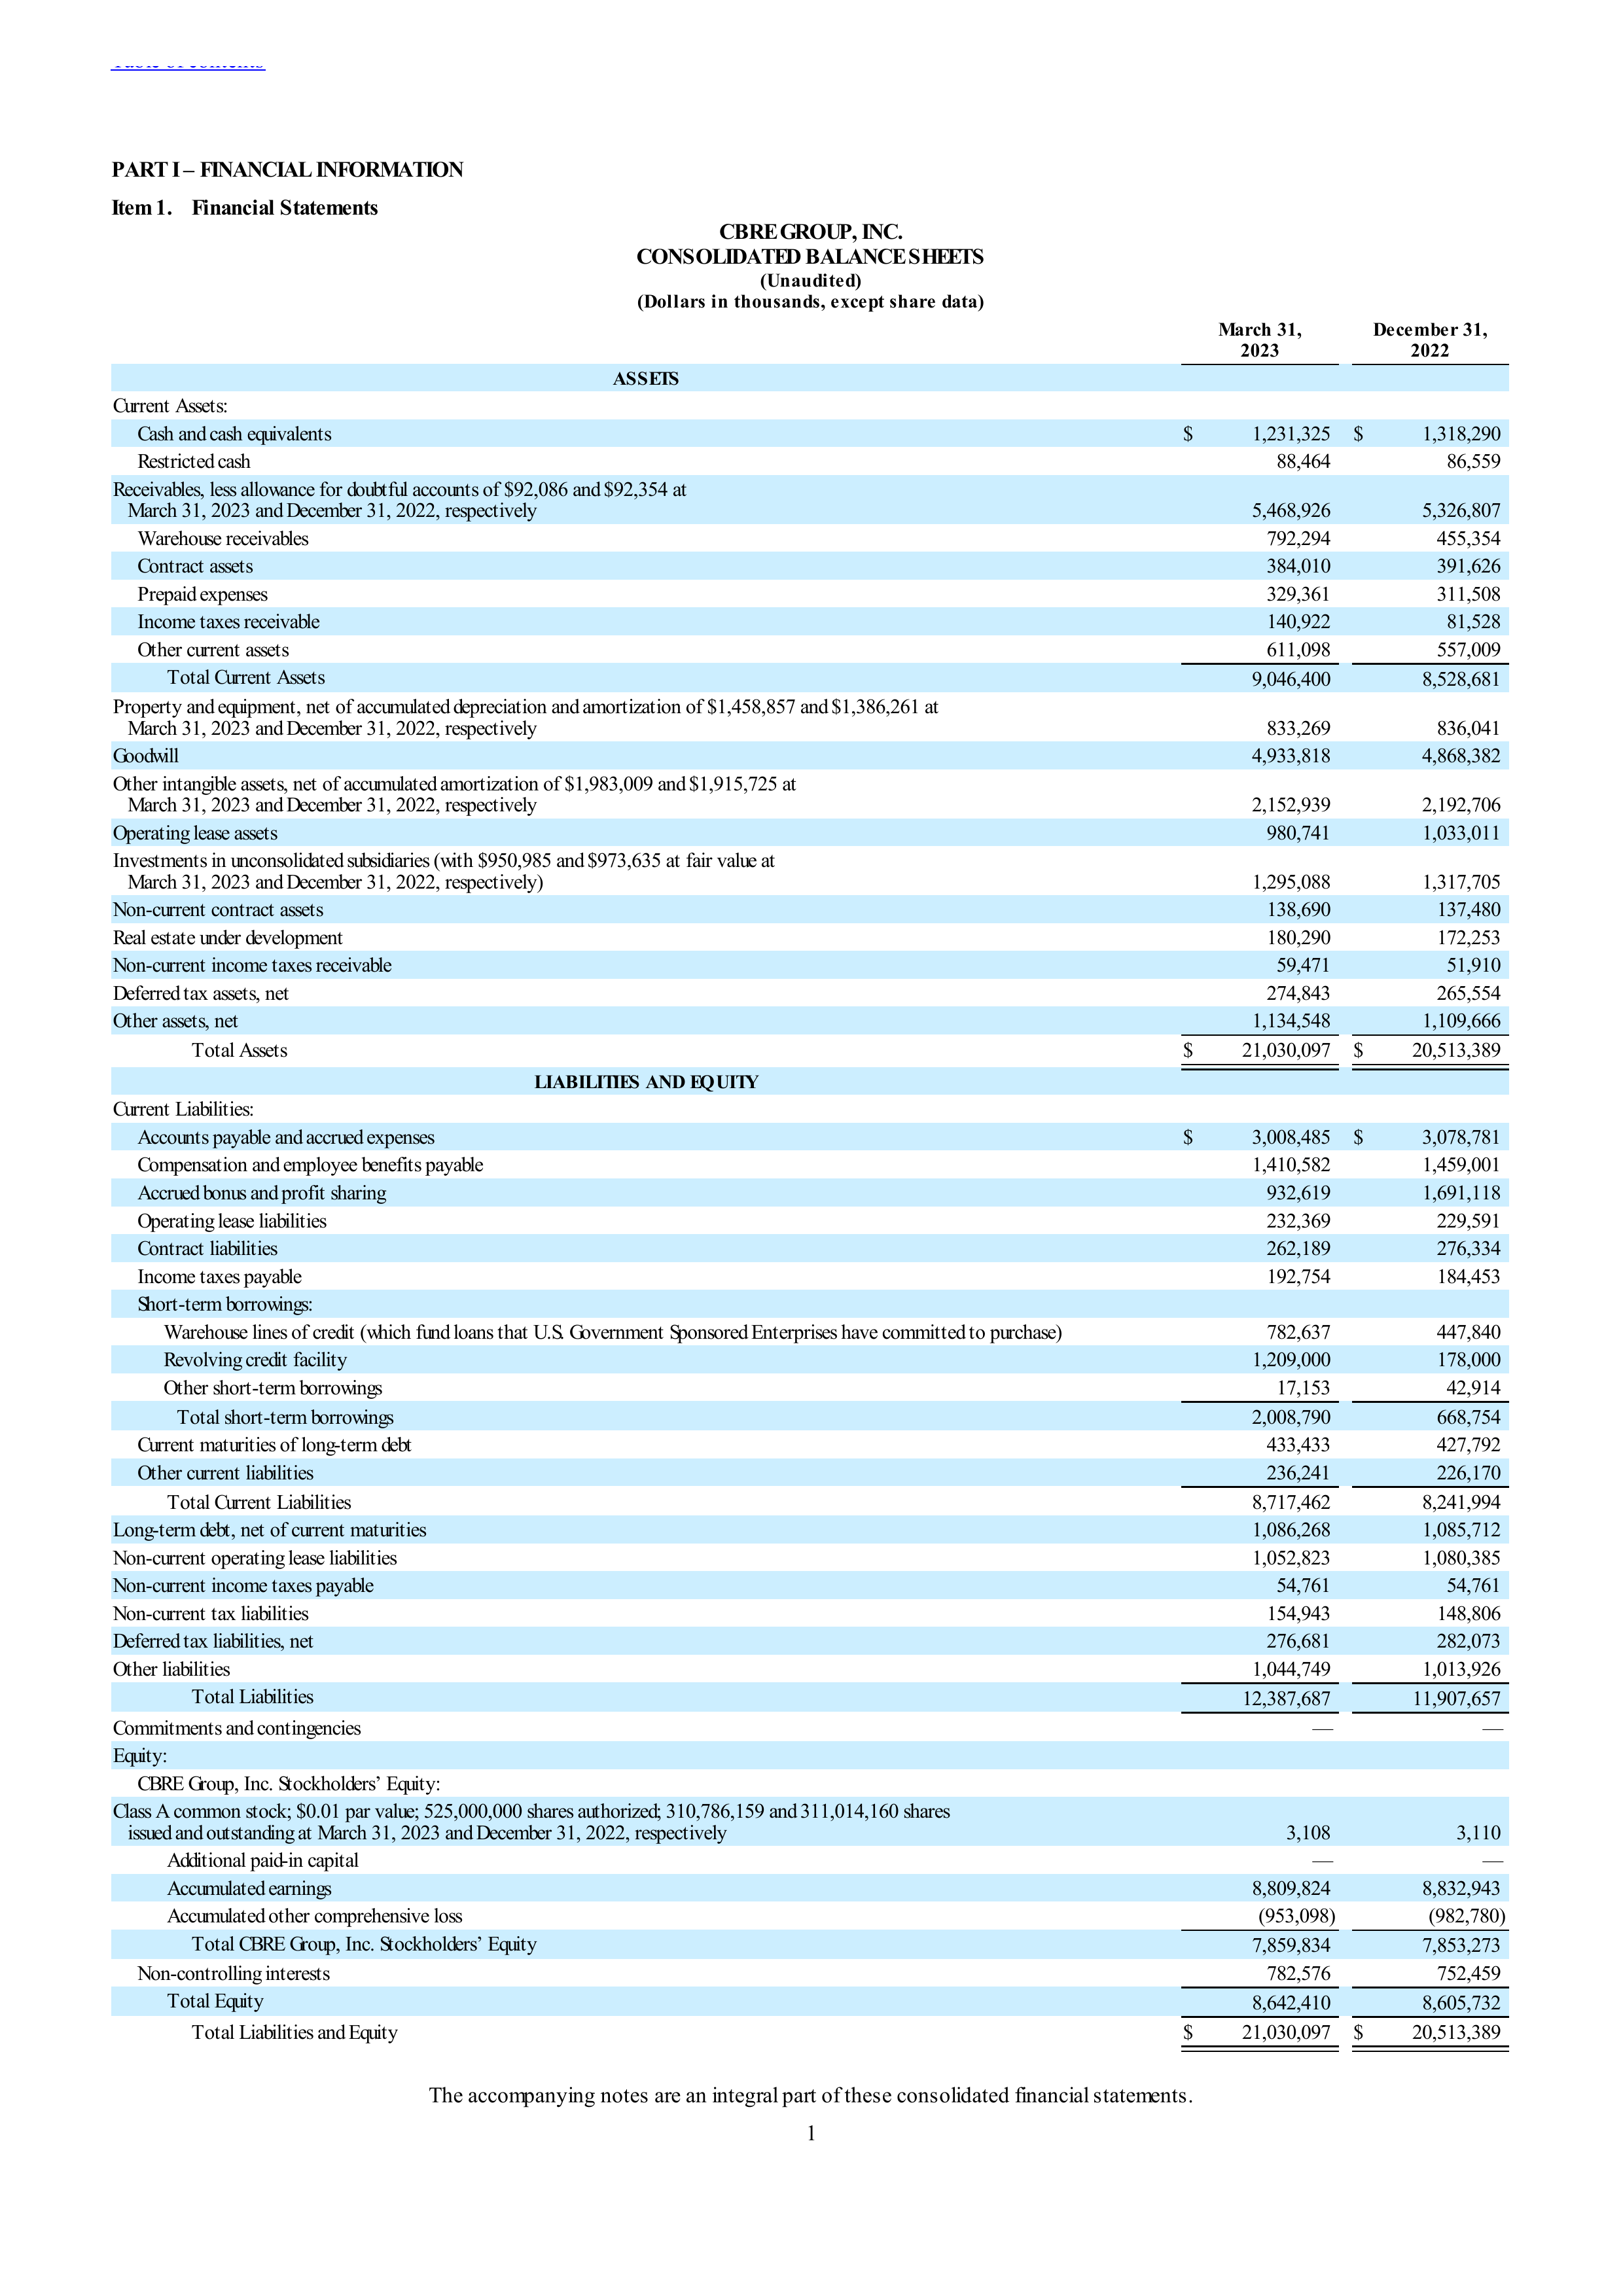 PART I – FINANCIAL INFORMATION
Item 1. Financial Statements
CBRE GROUP, INC.
CONSOLIDATED BALANCE SHEETS
(Unaudited)
(Dollars in thousands, except share data)
March 31, December 31,
2023 2022
ASSETS
Current Assets:
Cash and cash equivalents $ 1,231,325 $ 1,318,290
Restricted cash 88,464 86,559
Receivables, less allowance for doubtful accounts of $92,086 and $92,354 at
March 31, 2023 and December 31, 2022, respectively 5,468,926 5,326,807
Warehouse receivables 792,294 455,354
Contract assets 384,010 391,626
Prepaid expenses 329,361 311,508
Income taxes receivable 140,922 81,528
Other current assets 611,098 557,009
Total Current Assets 9,046,400 8,528,681
Property and equipment, net of accumulated depreciation and amortization of $1,458,857 and $1,386,261 at
March 31, 2023 and December 31, 2022, respectively 833,269 836,041
Goodwill 4,933,818 4,868,382
Other intangible assets, net of accumulated amortization of $1,983,009 and $1,915,725 at
March 31, 2023 and December 31, 2022, respectively 2,152,939 2,192,706
Operating lease assets 980,741 1,033,011
Investments in unconsolidated subsidiaries (with $950,985 and $973,635 at fair value at
March 31, 2023 and December 31, 2022, respectively) 1,295,088 1,317,705
Non-current contract assets 138,690 137,480
Real estate under development 180,290 172,253
Non-current income taxes receivable 59,471 51,910
Deferred tax assets, net 274,843 265,554
Other assets, net 1,134,548 1,109,666
Total Assets $ 21,030,097 $ 20,513,389
LIABILITIES AND EQUITY
Current Liabilities:
Accounts payable and accrued expenses $ 3,008,485 $ 3,078,781
Compensation and employee benefits payable 1,410,582 1,459,001
Accrued bonus and profit sharing 932,619 1,691,118
Operating lease liabilities 232,369 229,591
Contract liabilities 262,189 276,334
Income taxes payable 192,754 184,453
Short-term borrowings:
Warehouse lines of credit (which fund loans that U.S. Government Sponsored Enterprises have committed to purchase) 782,637 447,840
Revolving credit facility 1,209,000 178,000
Other short-term borrowings 17,153 42,914
Total short-term borrowings 2,008,790 668,754
Current maturities of long-term debt 433,433 427,792
Other current liabilities 236,241 226,170
Total Current Liabilities 8,717,462 8,241,994
Long-term debt, net of current maturities 1,086,268 1,085,712
Non-current operating lease liabilities 1,052,823 1,080,385
Non-current income taxes payable 54,761 54,761
Non-current tax liabilities 154,943 148,806
Deferred tax liabilities, net 276,681 282,073
Other liabilities 1,044,749 1,013,926
Total Liabilities 12,387,687 11,907,657
Commitments and contingencies — —
Equity:
CBRE Group, Inc. Stockholders’ Equity:
Class A common stock; $0.01 par value; 525,000,000 shares authorized; 310,786,159 and 311,014,160 shares
issued and outstanding at March 31, 2023 and December 31, 2022, respectively 3,108 3,110
Additional paid-in capital — —
Accumulated earnings 8,809,824 8,832,943
Accumulated other comprehensive loss (953,098) (982,780)
Total CBRE Group, Inc. Stockholders’ Equity 7,859,834 7,853,273
Non-controlling interests 782,576 752,459
Total Equity 8,642,410 8,605,732
Total Liabilities and Equity $ 21,030,097 $ 20,513,389
The accompanying notes are an integral part of these consolidated financial statements.
1